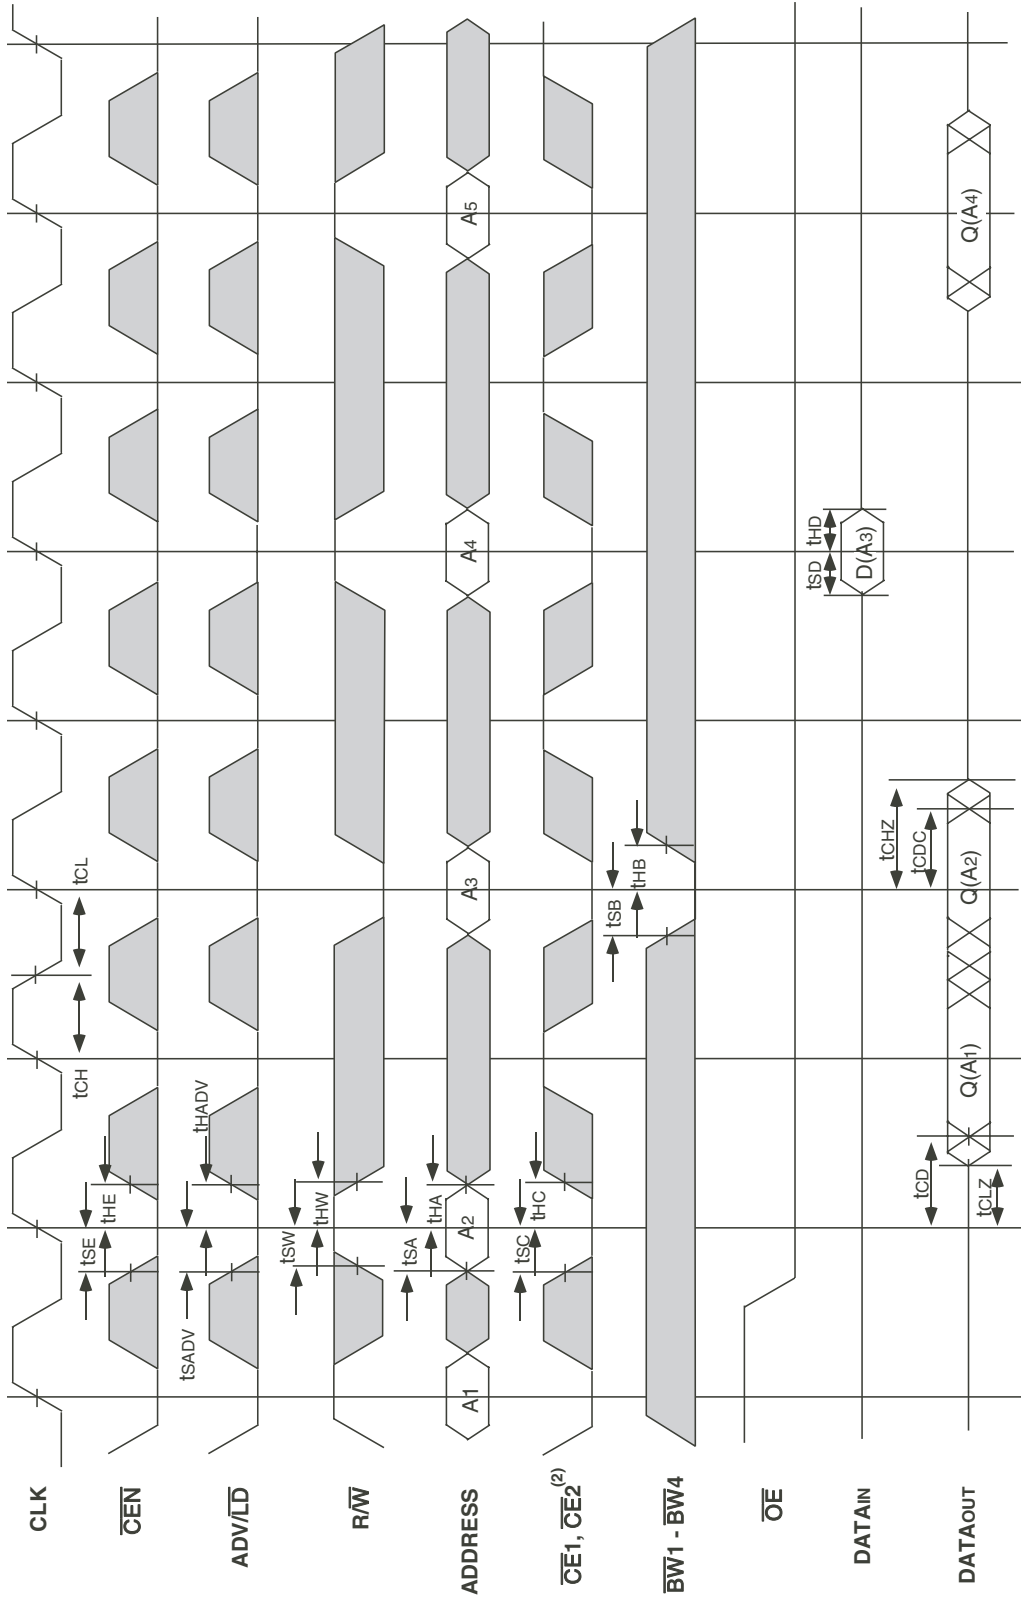 CLK
tCH
tCL
CEN
tSE
tHE
ADV/LD
tSADV
tHADV
R/W
tSW
tHW
ADDRESS
A1
A2
A3
A4
A5
tSA
tHA
CE1, CE2(2)
tSC
tHC
BW1 - BW4
tSB
tHB
OE
DATAIN
tSD
tHD
D(A3)
DATAOUT
tCD
tCLZ
Q(A1)
Q(A2)
tCHZ
tCDC
Q(A4)